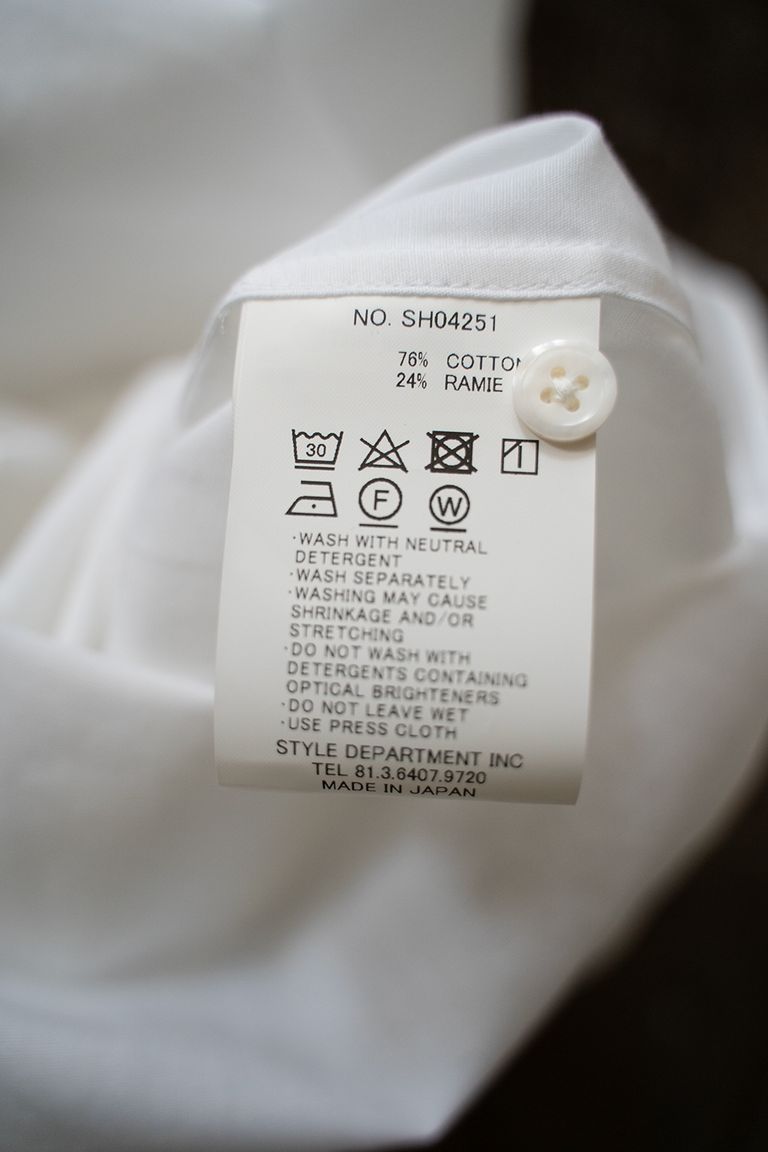 NO. SH04251
76% COTTON
24% RAMIE
30
F W
·WASH WITH NEUTRAL
DETERGENT
·WASH SEPARATELY
·WASHING MAY CAUSE
SHRINKAGE AND/OR
STRETCHING
·DO NOT WASH WITH
DETERGENTS CONTAINING
OPTICAL BRIGHTENERS
·DO NOT LEAVE WET
·USE PRESS CLOTH
STYLE DEPARTMENT INC
TEL 81.3.6407.9720
MADE IN JAPAN